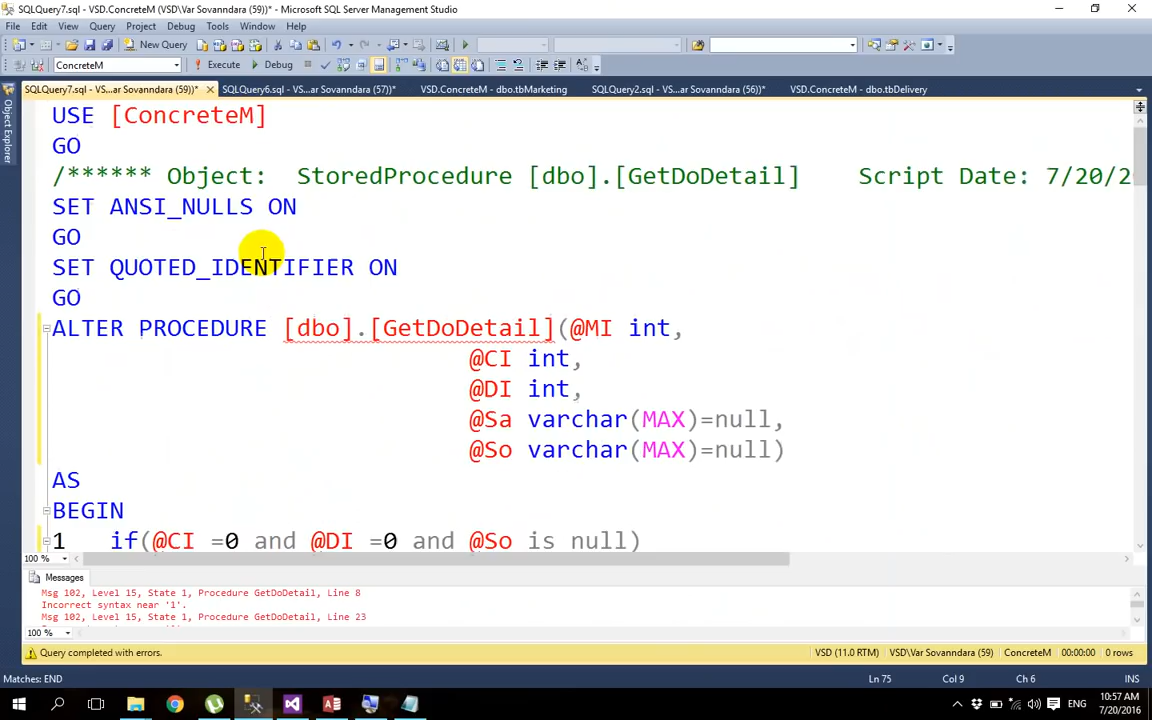 SQLQuery7.sql - VSD.ConcreteM (VSD\Var Sovanndara (59))* - Microsoft SQL Server Management Studio
File Edit View Query Project Debug Tools Window Help
New Query
ConcreteM Execute Debug
SQLQuery7.sql - VS...ar Sovanndara (59))* SQLQuery6.sql - VS...ar Sovanndara (57))* VSD.ConcreteM - dbo.tbMarketing SQLQuery2.sql - VS...ar Sovanndara (56))* VSD.ConcreteM - dbo.tbDelivery
Object Explorer
USE [ConcreteM]
GO
/****** Object:  StoredProcedure [dbo].[GetDoDetail]    Script Date: 7/20/2
SET ANSI_NULLS ON
GO
SET QUOTED_IDENTIFIER ON
GO
ALTER PROCEDURE [dbo].[GetDoDetail](@MI int,
@CI int,
@DI int,
@Sa varchar(MAX)=null,
@So varchar(MAX)=null)
AS
BEGIN
1 if(@CI =0 and @DI =0 and @So is null)
100 %
Messages
Msg 102, Level 15, State 1, Procedure GetDoDetail, Line 8
Incorrect syntax near '1'.
Msg 102, Level 15, State 1, Procedure GetDoDetail, Line 23
100 %
Query completed with errors. VSD (11.0 RTM) VSD\Var Sovanndara (59) ConcreteM 00:00:00 0 rows
Matches: END Ln 75 Col 9 Ch 6 INS
ENG 10:57 AM
7/20/2016